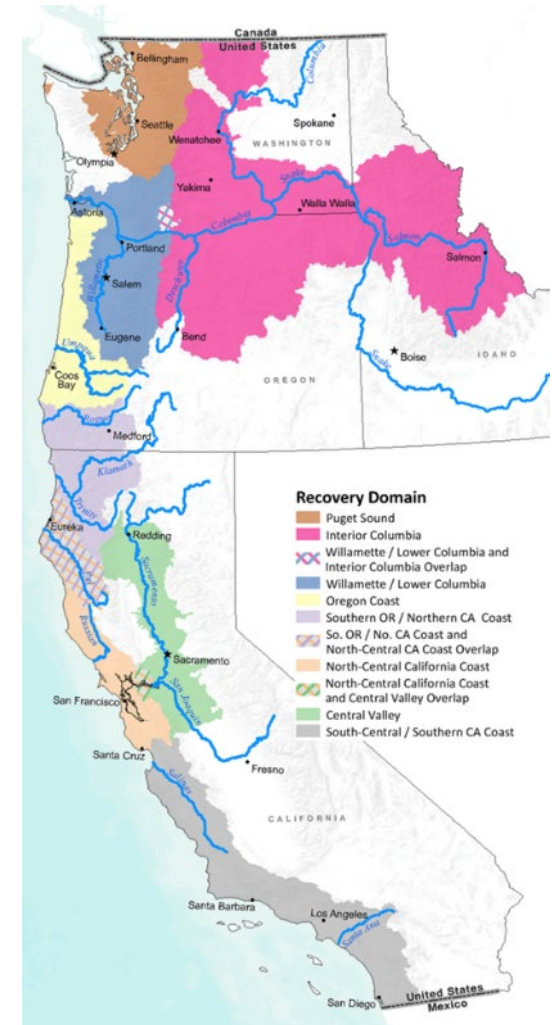 Canada
United States
Bellingham
Columbia
Seattle
Spokane
Wenatchee
WASHINGTON
Olympia
Yakima
Snake
Walla Walla
Astoria
Columbia
Portland
Salmon
Salmon
Willamette
Salem
Deschutes
Eugene
Bend
Umpqua
Snake
Boise
IDAHO
Coos
Bay
OREGON
Rogue
Medford
Klamath
Trinity
Eureka
Redding
Eel
Sacramento
Russian
Sacramento
San Francisco
San Joaquin
Santa Cruz
Fresno
Salinas
CALIFORNIA
Santa Barbara
Los Angeles
Santa Ana
San Diego
United States
Mexico
Recovery Domain
Puget Sound
Interior Columbia
Willamette / Lower Columbia and
Interior Columbia Overlap
Willamette / Lower Columbia
Oregon Coast
Southern OR / Northern CA Coast
So. OR / No. CA Coast and
North-Central CA Coast Overlap
North-Central California Coast
North-Central California Coast
and Central Valley Overlap
Central Valley
South-Central / Southern CA Coast